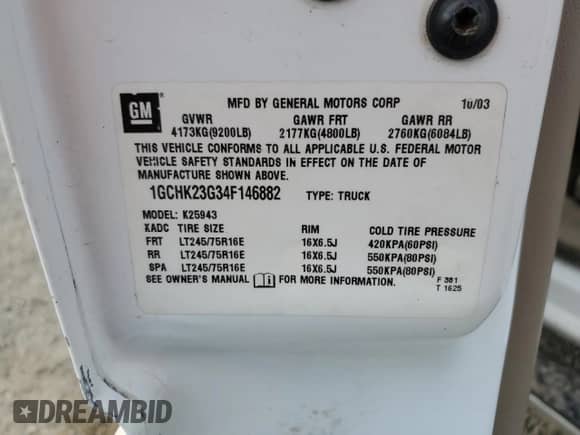 GM
MFD BY GENERAL MOTORS CORP 10/03
GVWR GAWR FRT GAWR RR
4173KG(9200LB) 2177KG(4800LB) 2760KG(6084LB)
THIS VEHICLE CONFORMS TO ALL APPLICABLE U.S. FEDERAL MOTOR
VEHICLE SAFETY STANDARDS IN EFFECT ON THE DATE OF
MANUFACTURE SHOWN ABOVE.
1GCHK23G34F146882 TYPE: TRUCK
MODEL: K25943
XADC TIRE SIZE RIM COLD TIRE PRESSURE
FRT LT245/75R16E 16X6.5J 420KPA(60PSI)
RR LT245/75R16E 16X6.5J 550KPA(80PSI)
SPA LT245/75R16E 16X6.5J 550KPA(80PSI)
SEE OWNER'S MANUAL i FOR MORE INFORMATION.
F 381
T 1625
DREAMBID